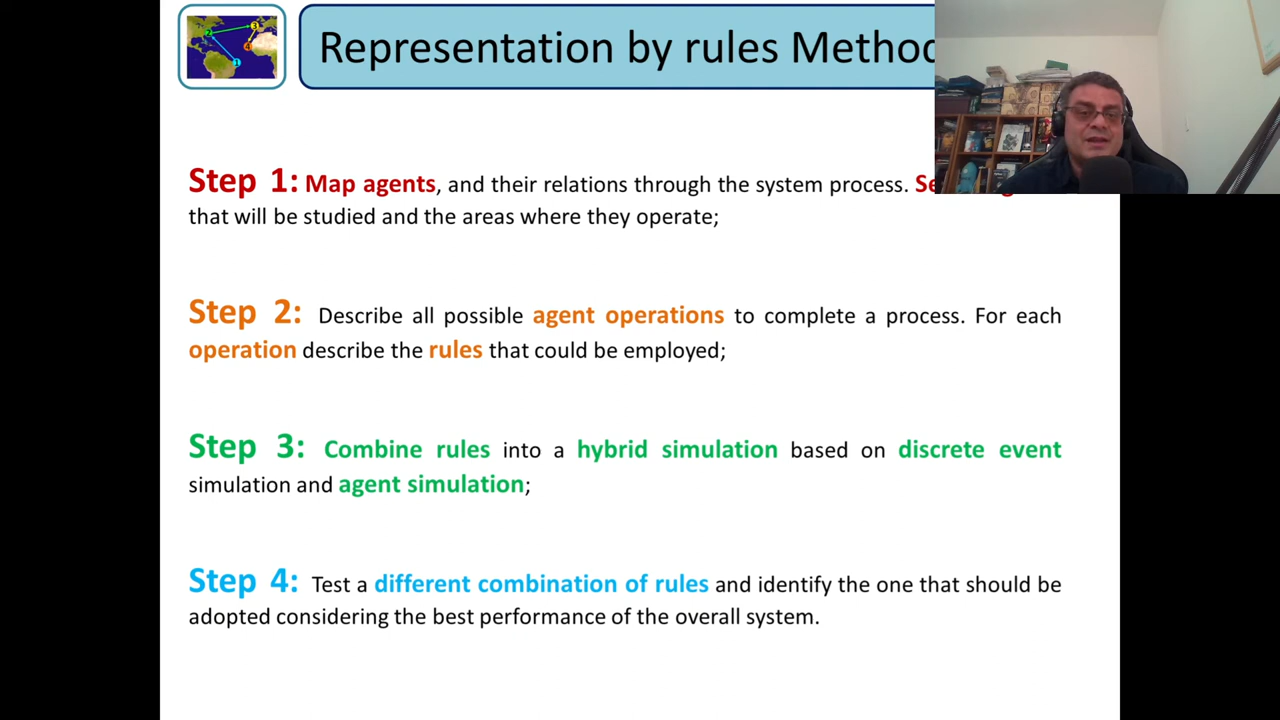 Representation by rules Method
Step 1: Map agents, and their relations through the system process.
that will be studied and the areas where they operate;
Step 2: Describe all possible agent operations to complete a process. For each
operation describe the rules that could be employed;
Step 3: Combine rules into a hybrid simulation based on discrete event
simulation and agent simulation;
Step 4: Test a different combination of rules and identify the one that should be
adopted considering the best performance of the overall system.